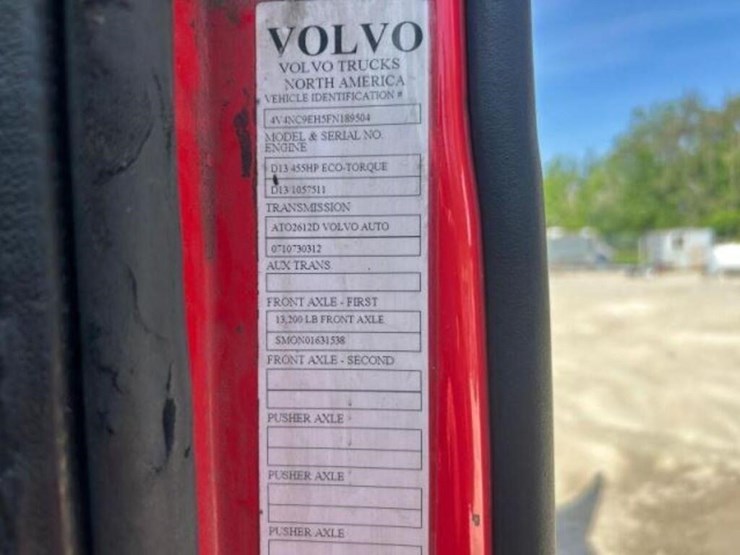 VOLVO
VOLVO TRUCKS
NORTH AMERICA
VEHICLE IDENTIFICATION #
4V4NC9EH5FN189504
MODEL & SERIAL NO.
ENGINE
D13 455HP ECO-TORQUE
D13 1057511
TRANSMISSION
ATO2612D VOLVO AUTO
0710730312
AUX TRANS
FRONT AXLE - FIRST
13,200 LB FRONT AXLE
SMON01631538
FRONT AXLE - SECOND
PUSHER AXLE
PUSHER AXLE
PUSHER AXLE